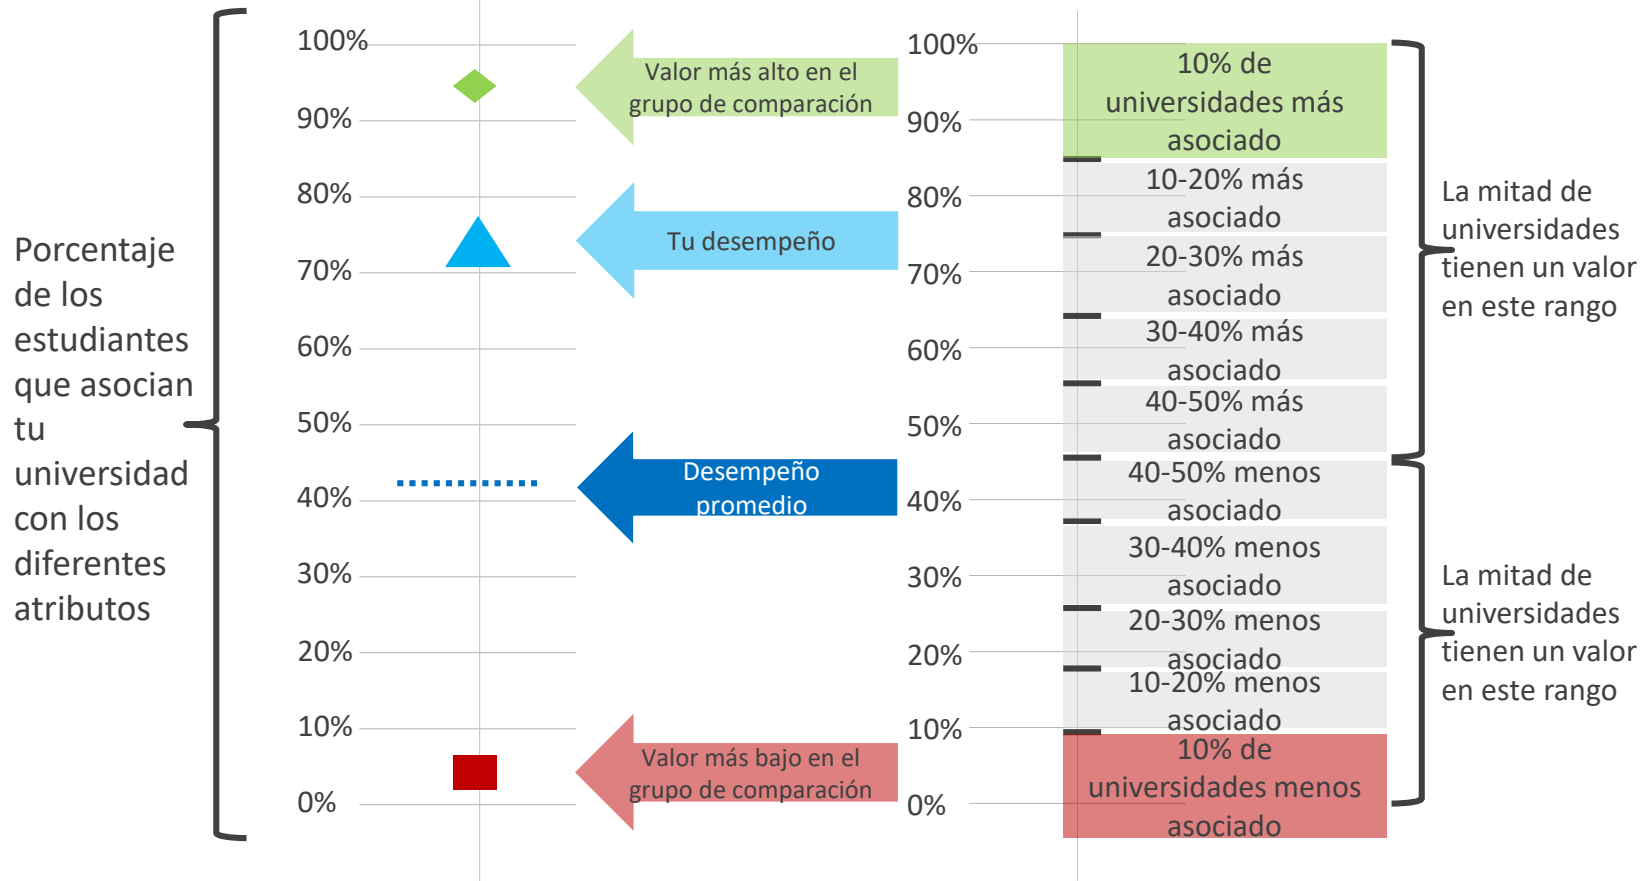 Porcentaje
de los
estudiantes
que asocian
tu
universidad
con los
diferentes
atributos
100%
90%
80%
70%
60%
50%
40%
30%
20%
10%
0%
Valor más alto en el
grupo de comparación
Tu desempeño
Desempeño
promedio
Valor más bajo en el
grupo de comparación
100%
90%
80%
70%
60%
50%
40%
30%
20%
10%
0%
10% de
universidades más
asociado
10-20% más
asociado
20-30% más
asociado
30-40% más
asociado
40-50% más
asociado
40-50% menos
asociado
30-40% menos
asociado
20-30% menos
asociado
10-20% menos
asociado
10% de
universidades menos
asociado
La mitad de
universidades
tienen un valor
en este rango
La mitad de
universidades
tienen un valor
en este rango